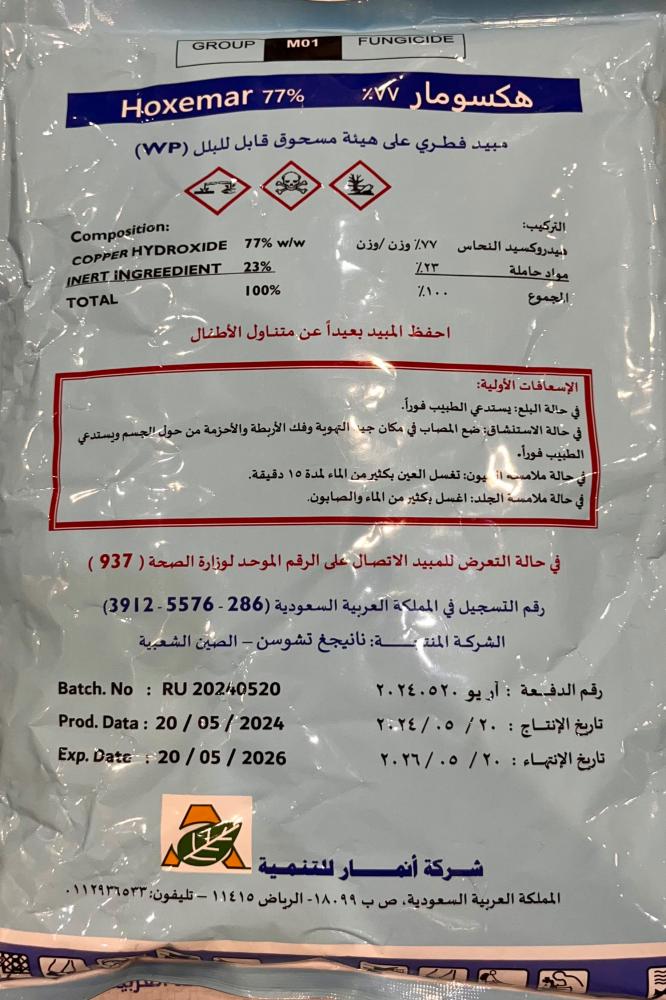 GROUP M01 FUNGICIDE
Hoxemar 77% هكسومار ٧٧٪
مبيد فطري على هيئة مسحوق قابل للبلل (WP)
Composition: التركيب:
COPPER HYDROXIDE 77% w/w هيدروكسيد النحاس ٧٧٪ وزن /وزن
INERT INGREEDIENT 23% مواد حاملة ٢٣٪
TOTAL 100% الجموع ١٠٠٪
احفظ المبيد بعيداً عن متناول الأطفال
الإسعافات الأولية:
في حالة البلع: يستدعي الطبيب فوراً.
في حالة الاستنشاق: ضع المصاب في مكان جيد التهوية وفك الأربطة والأحزمة من حول الجسم ويستدعي
الطبيب فوراً.
في حالة ملامسة العيون: تغسل العين بكثير من الماء لمدة ١٥ دقيقة.
في حالة ملامسة الجلد: اغسل بكثير من الماء والصابون.
في حالة التعرض للمبيد الاتصال على الرقم الموحد لوزارة الصحة ( 937 )
رقم التسجيل في المملكة العربية السعودية (286 - 5576 - 3912)
الشركة المنتجة: نانيجغ تشوسن – الصين الشعبية
Batch. No : RU 20240520 رقم الدفعة : آر يو ٢٠٢٤٠٥٢٠
Prod. Data : 20 / 05 / 2024 تاريخ الإنتاج : ٢٠ / ٠٥ / ٢٠٢٤
Exp. Date : 20 / 05 / 2026 تاريخ الإنتهاء : ٢٠ / ٠٥ / ٢٠٢٦
شركة أنمار للتنمية
المملكة العربية السعودية، ص ب ١٨٠٩٩- الرياض ١١٤١٥ – تليفون: ٠١١٢٩٣٦٥٣٣